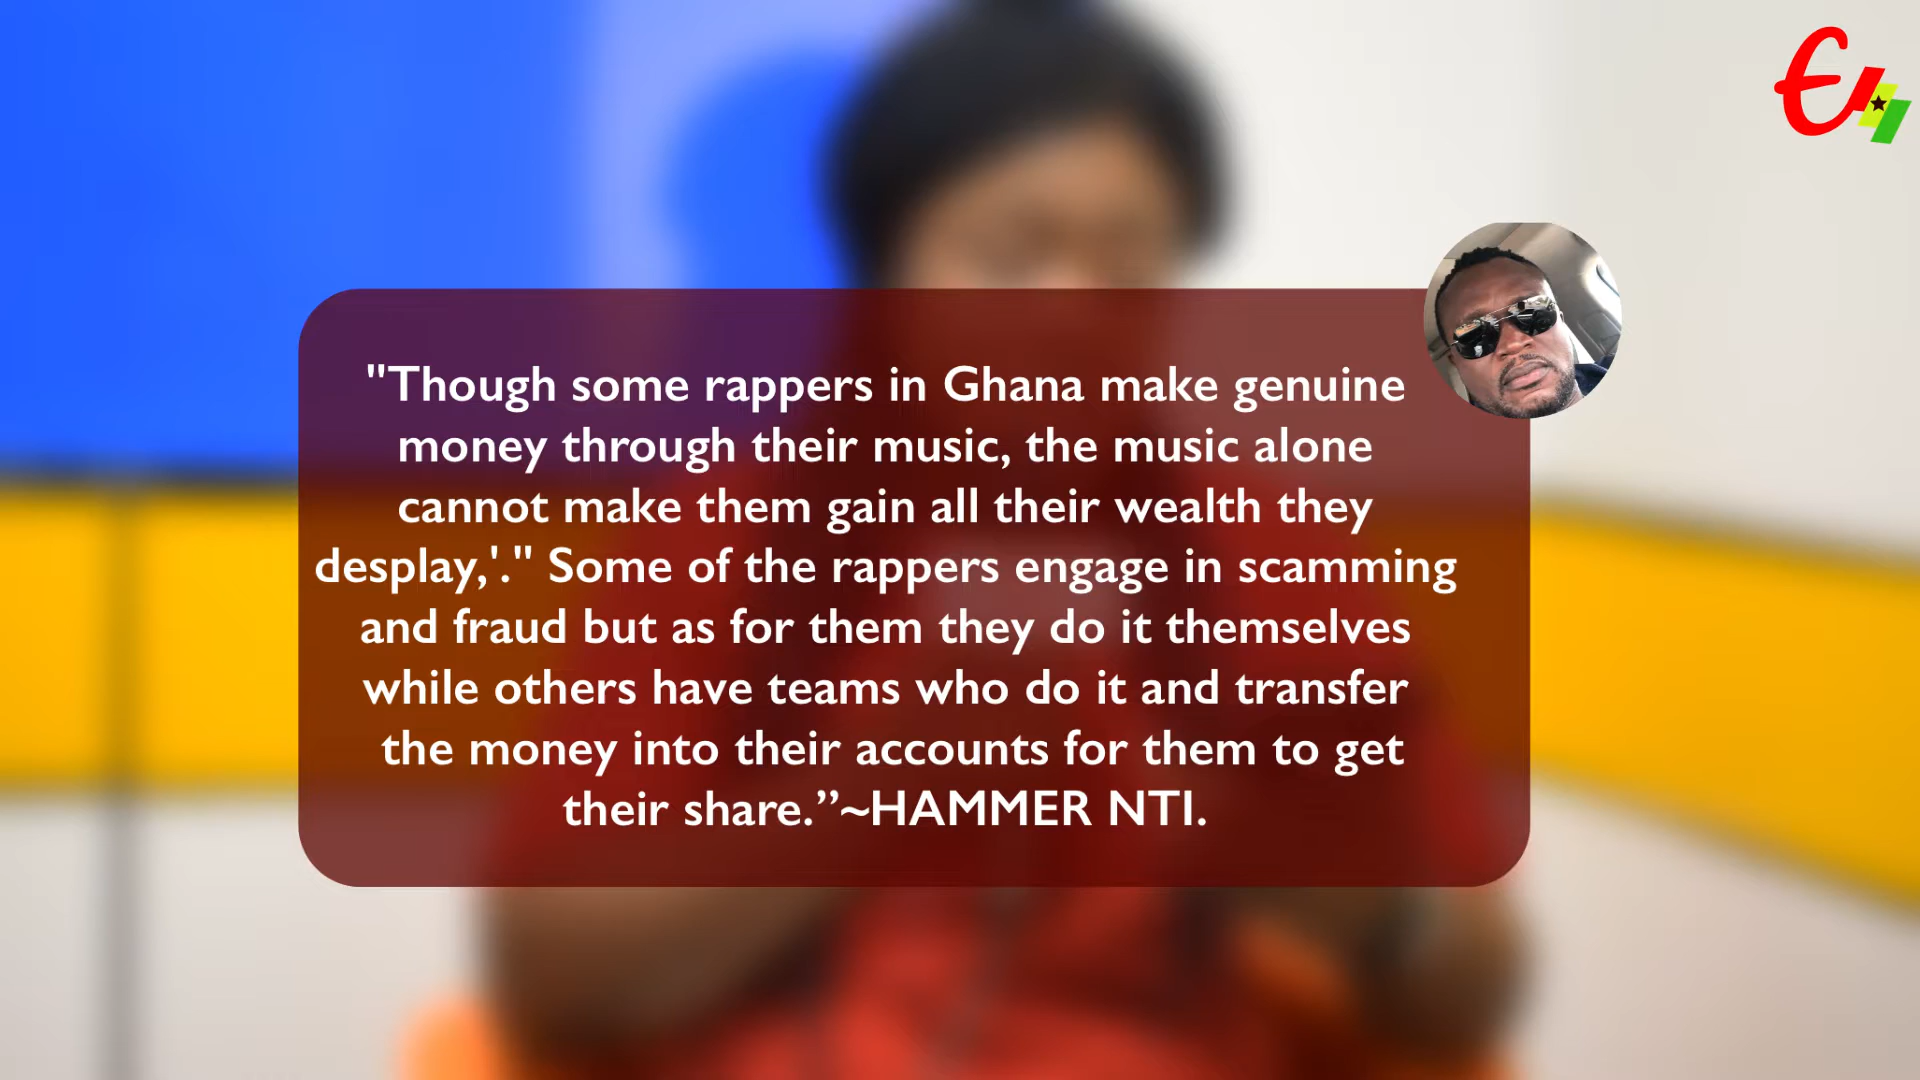 "Though some rappers in Ghana make genuine
money through their music, the music alone
cannot make them gain all their wealth they
desplay,'." Some of the rappers engage in scamming
and fraud but as for them they do it themselves
while others have teams who do it and transfer
the money into their accounts for them to get
their share.”~HAMMER NTI.